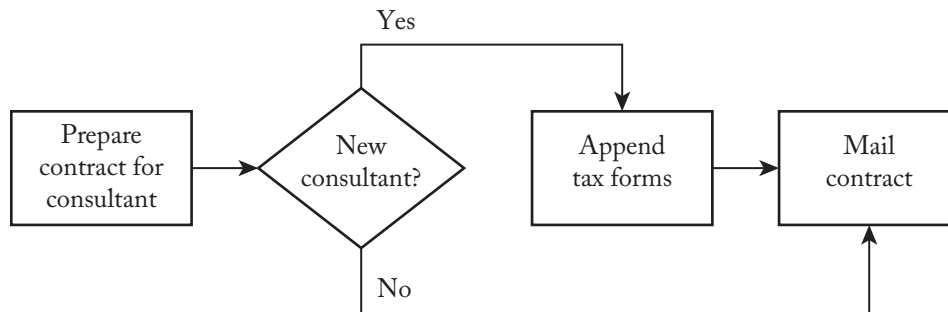 Yes
Prepare
contract for
consultant
New
consultant?
Append
tax forms
Mail
contract
No